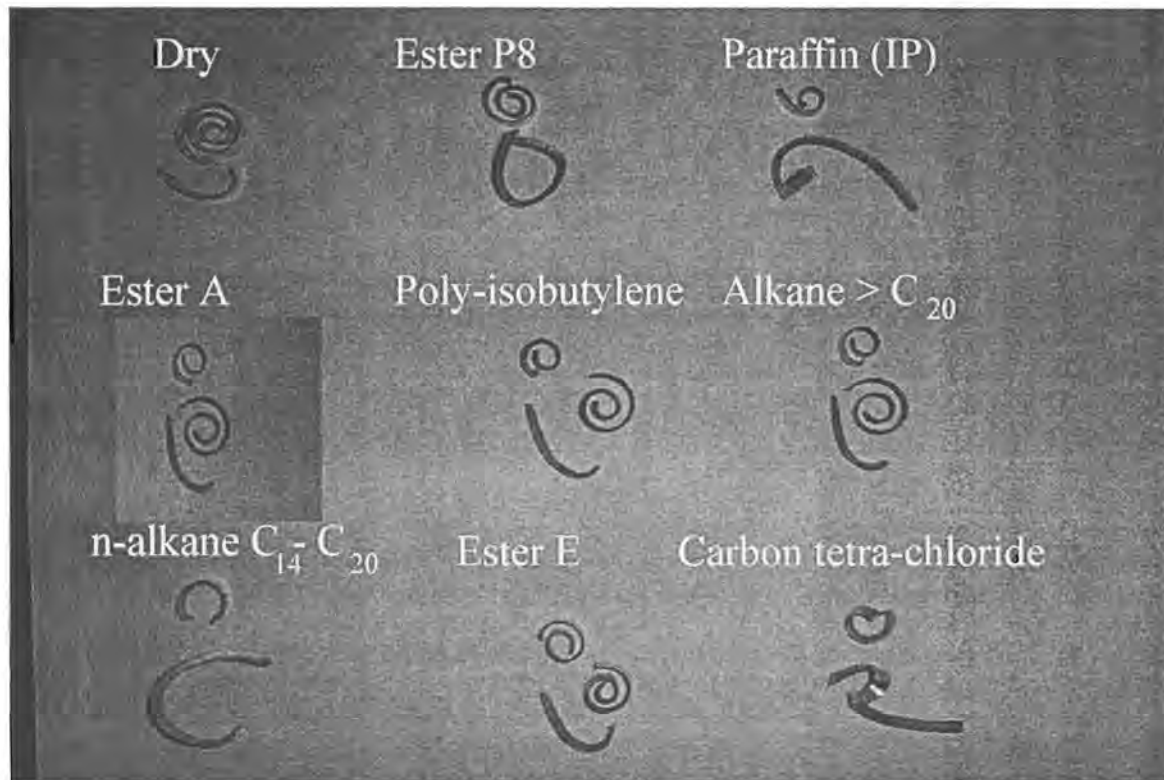 Dry
Ester P8
Paraffin (IP)
Ester A
Poly-isobutylene
Alkane > C20
n-alkane C14- C20
Ester E
Carbon tetra-chloride